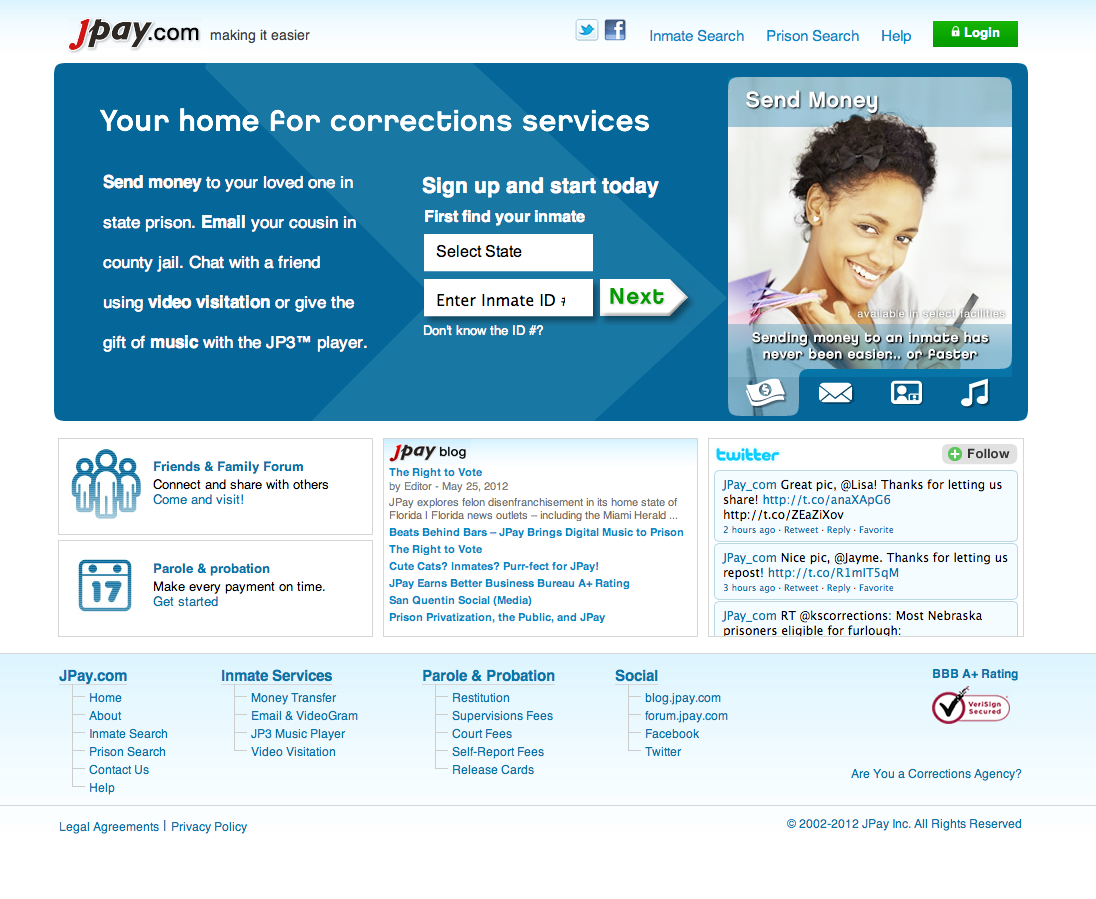 Jpay.com making it easier
Inmate Search Prison Search Help Login
Your home for corrections services
Send money to your loved one in
state prison. Email your cousin in
county jail. Chat with a friend
using video visitation or give the
gift of music with the JP3™ player.
Sign up and start today
First find your inmate
Select State
Enter Inmate ID #
Next
Don't know the ID #?
Send Money
available in select facilities
Sending money to an inmate has
never been easier... or faster
Friends & Family Forum
Connect and share with others
Come and visit!
17
Parole & probation
Make every payment on time.
Get started
Jpay blog
The Right to Vote
by Editor - May 25, 2012
JPay explores felon disenfranchisement in its home state of
Florida I Florida news outlets – including the Miami Herald ...
Beats Behind Bars – JPay Brings Digital Music to Prison
The Right to Vote
Cute Cats? Inmates? Purr-fect for JPay!
JPay Earns Better Business Bureau A+ Rating
San Quentin Social (Media)
Prison Privatization, the Public, and JPay
twitter Follow
JPay_com Great pic, @Lisa! Thanks for letting us
share! http://t.co/anaXApG6
http://t.co/ZEaZiXov
2 hours ago · Retweet · Reply · Favorite
JPay_com Nice pic, @Jayme. Thanks for letting us
repost! http://t.co/R1mIT5qM
3 hours ago · Retweet · Reply · Favorite
JPay_com RT @kscorrections: Most Nebraska
prisoners eligible for furlough:
JPay.com
Home
About
Inmate Search
Prison Search
Contact Us
Help
Inmate Services
Money Transfer
Email & VideoGram
JP3 Music Player
Video Visitation
Parole & Probation
Restitution
Supervisions Fees
Court Fees
Self-Report Fees
Release Cards
Social
blog.jpay.com
forum.jpay.com
Facebook
Twitter
BBB A+ Rating
VeriSign
Secured
Are You a Corrections Agency?
Legal Agreements | Privacy Policy
© 2002-2012 JPay Inc. All Rights Reserved